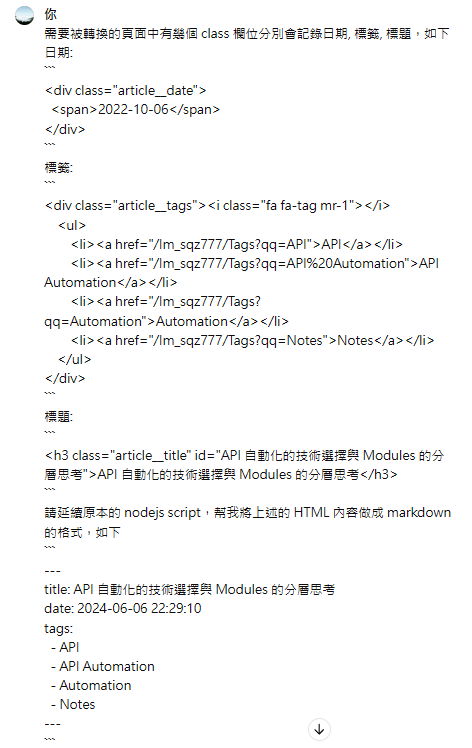 你
需要被轉換的頁面中有幾個 class 欄位分別會記錄日期, 標籤, 標題，如下
日期:
```
<div class="article__date">
  <span>2022-10-06</span>
</div>
```
標籤:
```
<div class="article__tags"><i class="fa fa-tag mr-1"></i>
    <ul>
        <li><a href="/lm_sqz777/Tags?qq=API">API</a></li>
        <li><a href="/lm_sqz777/Tags?qq=API%20Automation">API
Automation</a></li>
        <li><a href="/lm_sqz777/Tags?
qq=Automation">Automation</a></li>
        <li><a href="/lm_sqz777/Tags?qq=Notes">Notes</a></li>
    </ul>
</div>
```
標題:
```
<h3 class="article__title" id="API 自動化的技術選擇與 Modules 的分
層思考">API 自動化的技術選擇與 Modules 的分層思考</h3>
```
請延續原本的 nodejs script，幫我將上述的 HTML 內容做成 markdown
的格式，如下
```
---
title: API 自動化的技術選擇與 Modules 的分層思考
date: 2024-06-06 22:29:10
tags:
  - API
  - API Automation
  - Automation
  - Notes
---
```